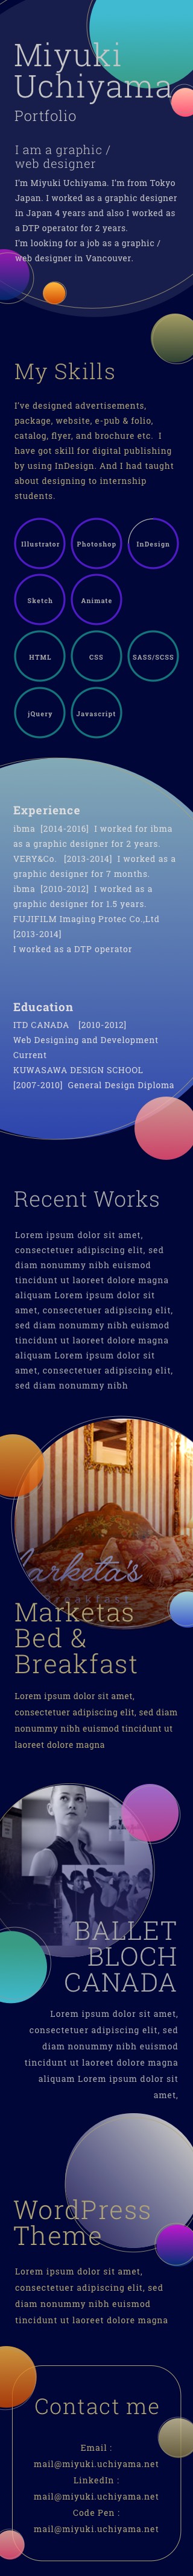 Miyuki
Uchiyama
Portfolio
I am a graphic /
web designer
I'm Miyuki Uchiyama. I'm from Tokyo
Japan. I worked as a graphic designer
in Japan 4 years and also I worked as
a DTP operator for 2 years.
I'm looking for a job as a graphic /
web designer in Vancouver.
My Skills
I've designed advertisements,
package, website, e-pub & folio,
catalog, flyer, and brochure etc. I
have got skill for digital publishing
by using InDesign. And I had taught
about designing to internship
students.
Illustrator Photoshop InDesign
Sketch Animate
HTML CSS SASS/SCSS
jQuery Javascript
Experience
ibma [2014-2016] I worked for ibma
as a graphic designer for 2 years.
VERY&Co. [2013-2014] I worked as a
graphic designer for 7 months.
ibma [2010-2012] I worked as a
graphic designer for 1.5 years.
FUJIFILM Imaging Protec Co.,Ltd
[2013-2014]
I worked as a DTP operator
Education
ITD CANADA [2010-2012]
Web Designing and Development
Current
KUWASAWA DESIGN SCHOOL
[2007-2010] General Design Diploma
Recent Works
Lorem ipsum dolor sit amet,
consectetuer adipiscing elit, sed
diam nonummy nibh euismod
tincidunt ut laoreet dolore magna
aliquam Lorem ipsum dolor sit
amet, consectetuer adipiscing elit,
sed diam nonummy nibh euismod
tincidunt ut laoreet dolore magna
aliquam Lorem ipsum dolor sit
amet, consectetuer adipiscing elit,
sed diam nonummy nibh
Marketa's
Marketas
Bed &
Breakfast
Lorem ipsum dolor sit amet,
consectetuer adipiscing elit, sed diam
nonummy nibh euismod tincidunt ut
laoreet dolore magna
BALLET
BLOCH
CANADA
Lorem ipsum dolor sit amet,
consectetuer adipiscing elit, sed
diam nonummy nibh euismod
tincidunt ut laoreet dolore magna
aliquam Lorem ipsum dolor sit
amet,
WordPress
Theme
Lorem ipsum dolor sit amet,
consectetuer adipiscing elit, sed
diam nonummy nibh euismod
tincidunt ut laoreet dolore magna
Contact me
Email :
mail@miyuki.uchiyama.net
LinkedIn :
mail@miyuki.uchiyama.net
Code Pen :
mail@miyuki.uchiyama.net